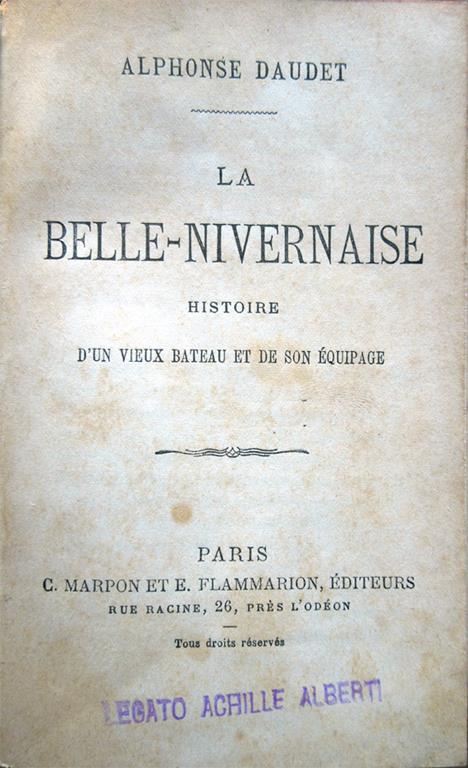 ALPHONSE DAUDET
LA
BELLE-NIVERNAISE
HISTOIRE
D'UN VIEUX BATEAU ET DE SON ÉQUIPAGE
PARIS
C. MARPON ET E. FLAMMARION, ÉDITEURS
RUE RACINE, 26, PRÈS L'ODÉON
Tous droits réservés
LEGATO ACHILLE ALBERTI